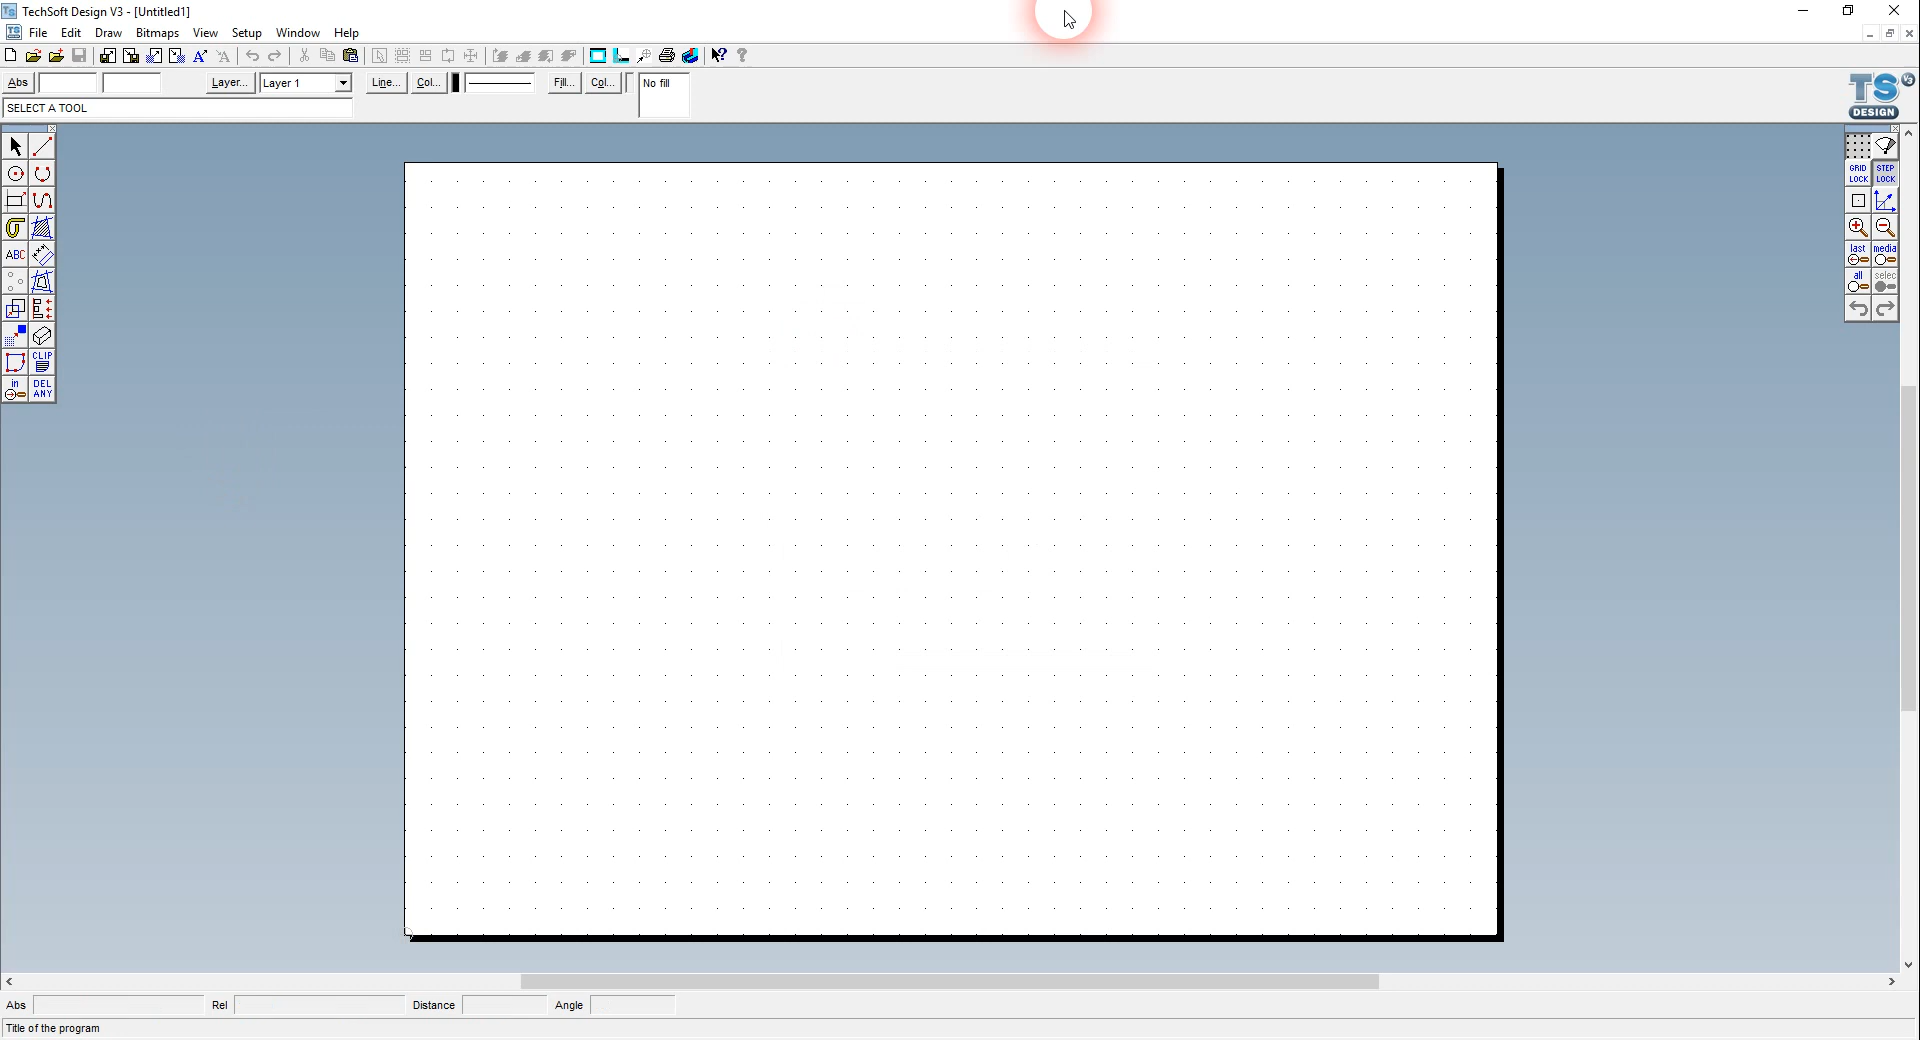 TechSoft Design V3 - [Untitled1]
File Edit Draw Bitmaps View Setup Window Help
Abs Layer... Layer 1 Line... Col... Fill... Col... No fill
SELECT A TOOL
TS V3
DESIGN
GRID LOCK STEP LOCK
ABC
last media
all selec
CLIP
in DEL ANY
Abs Rel Distance Angle
Title of the program